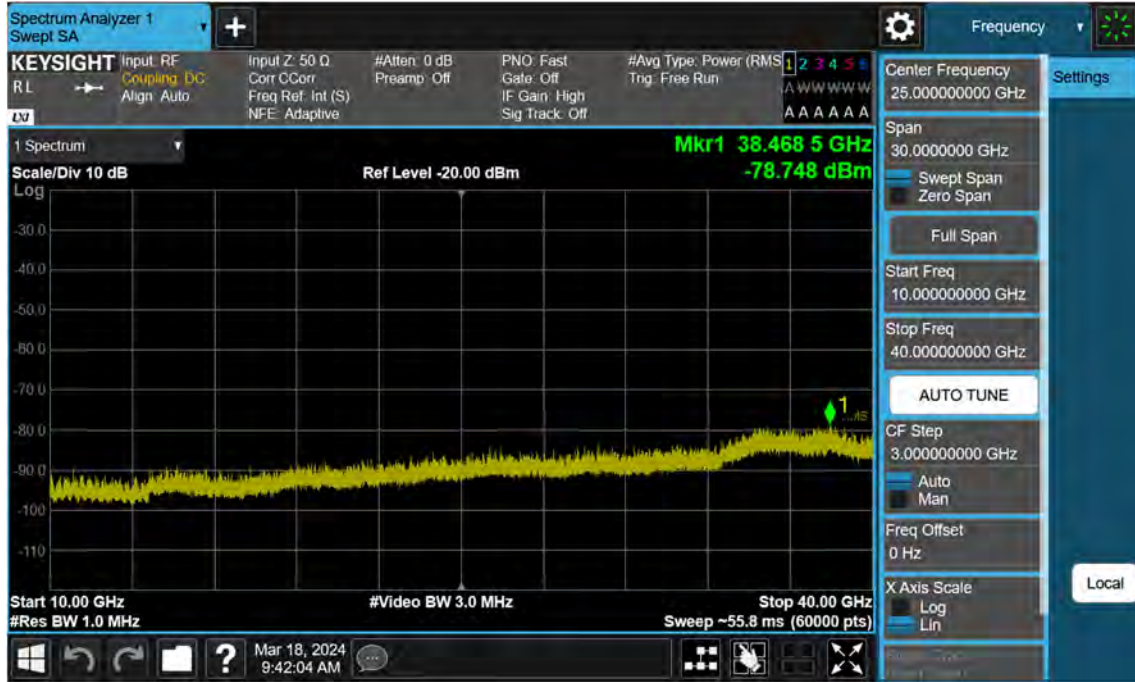 Spectrum Analyzer 1
Swept SA
Frequency
KEYSIGHT
R L
LXI
Input: RF
Coupling: DC
Align: Auto
Input Z: 50 Ω
Corr CCorr
Freq Ref: Int (S)
NFE: Adaptive
#Atten: 0 dB
Preamp: Off
PNO: Fast
Gate: Off
IF Gain: High
Sig Track: Off
#Avg Type: Power (RMS
Trig: Free Run
1 2 3 4 5 6
A W W W W W
A A A A A A
1 Spectrum
Scale/Div 10 dB
Log
Ref Level -20.00 dBm
Mkr1 38.468 5 GHz
-78.748 dBm
-30.0
-40.0
-50.0
-60.0
-70.0
-80.0
-90.0
-100
-110
1
Start 10.00 GHz
#Res BW 1.0 MHz
#Video BW 3.0 MHz
Stop 40.00 GHz
Sweep ~55.8 ms (60000 pts)
Mar 18, 2024
9:42:04 AM
Center Frequency
25.000000000 GHz
Span
30.0000000 GHz
Swept Span
Zero Span
Full Span
Start Freq
10.000000000 GHz
Stop Freq
40.000000000 GHz
AUTO TUNE
CF Step
3.000000000 GHz
Auto
Man
Freq Offset
0 Hz
X Axis Scale
Log
Lin
Settings
Local